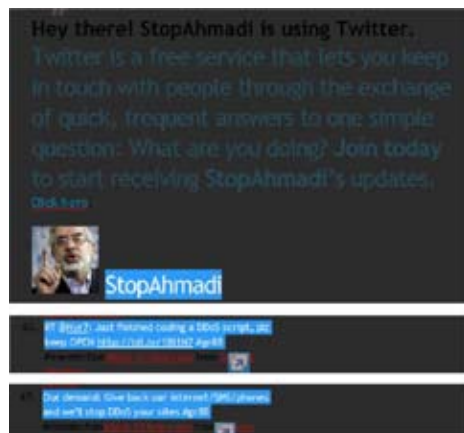 Hey there! StopAhmadi is using Twitter.
Twitter is a free service that lets you keep
in touch with people through the exchange
of quick, frequent answers to one simple
question: What are you doing? Join today
to start receiving StopAhmadi's updates.
Click here
StopAhmadi
RT Just finished coding a DDoS script, plz
keep OPEN
Our demand: Give back our internet/SMS/phones
and we'll stop DDoS your sites